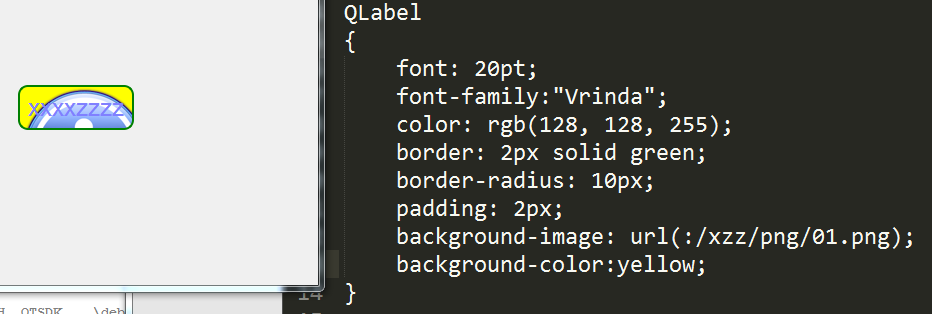 QLabel
{
font: 20pt;
font-family:"Vrinda";
color: rgb(128, 128, 255);
border: 2px solid green;
border-radius: 10px;
padding: 2px;
background-image: url(:/xzz/png/01.png);
background-color:yellow;
}
xxxxzzzz
14